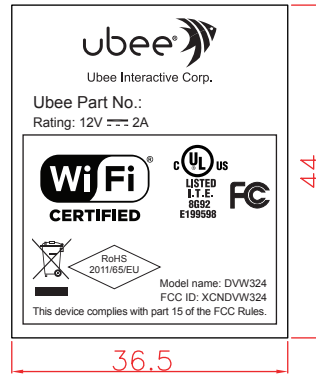 ubee®
Ubee Interactive Corp.
Ubee Part No.:
Rating: 12V ⎓ 2A
Wi Fi®
CERTIFIED
C UL® US
LISTED
I.T.E.
8G92
E199598
FC
RoHS
2011/65/EU
Model name: DVW324
FCC ID: XCNDVW324
This device complies with part 15 of the FCC Rules.
44
36.5